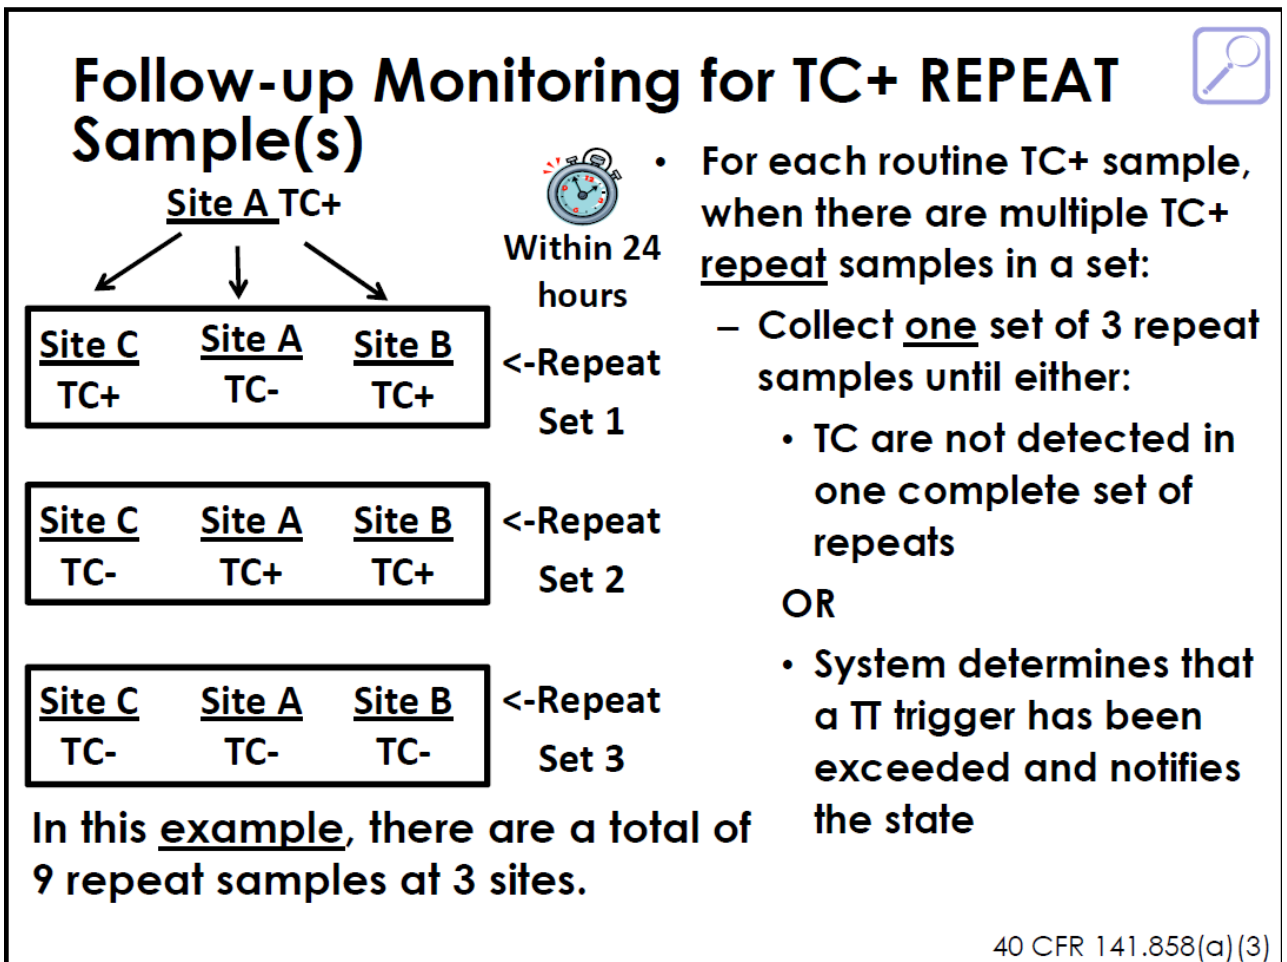 Follow-up Monitoring for TC+ REPEAT
Sample(s)
Site A TC+
Within 24
hours
Site C Site A Site B
TC+ TC- TC+
<-Repeat
Set 1
Site C Site A Site B
TC- TC+ TC+
<-Repeat
Set 2
Site C Site A Site B
TC- TC- TC-
<-Repeat
Set 3
In this example, there are a total of
9 repeat samples at 3 sites.
• For each routine TC+ sample,
when there are multiple TC+
repeat samples in a set:
– Collect one set of 3 repeat
samples until either:
• TC are not detected in
one complete set of
repeats
OR
• System determines that
a TT trigger has been
exceeded and notifies
the state
40 CFR 141.858(a)(3)